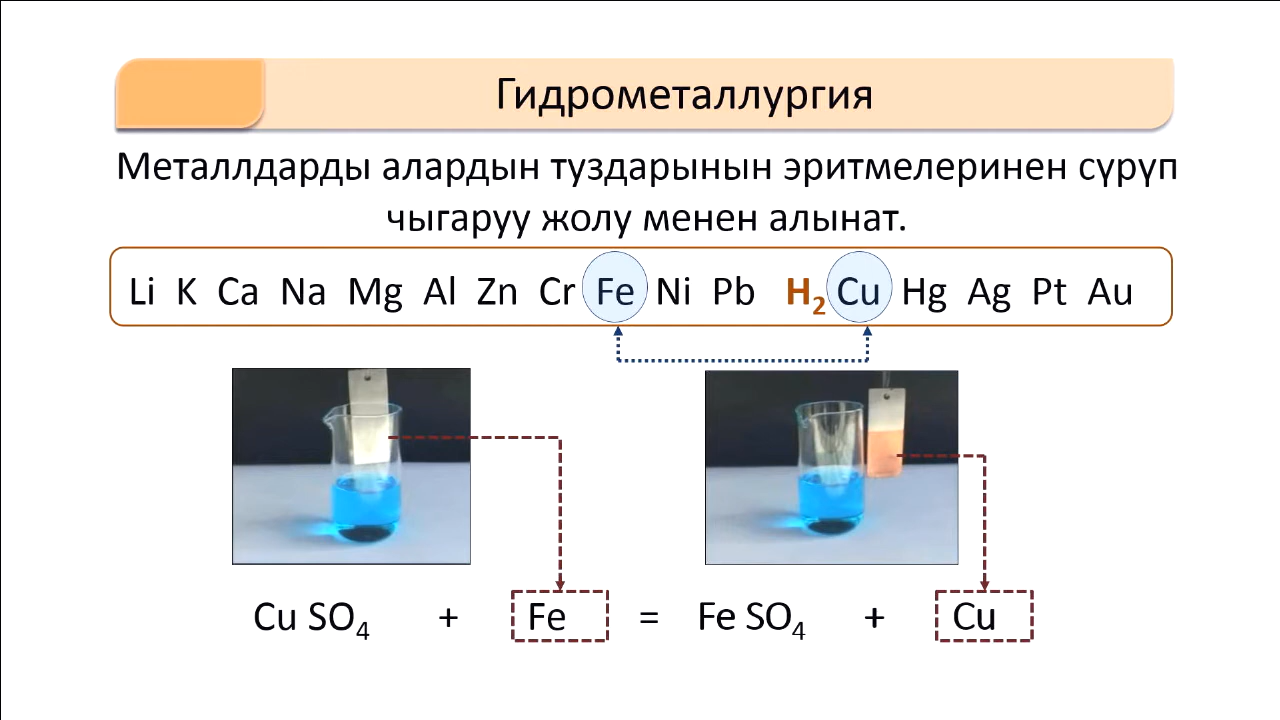 Гидрометаллургия
Металлдарды алардын туздарынын эритмелеринен сүрүп
чыгаруу жолу менен алынат.
Li K Ca Na Mg Al Zn Cr Fe Ni Pb H₂ Cu Hg Ag Pt Au
Cu SO₄ + Fe = Fe SO₄ + Cu